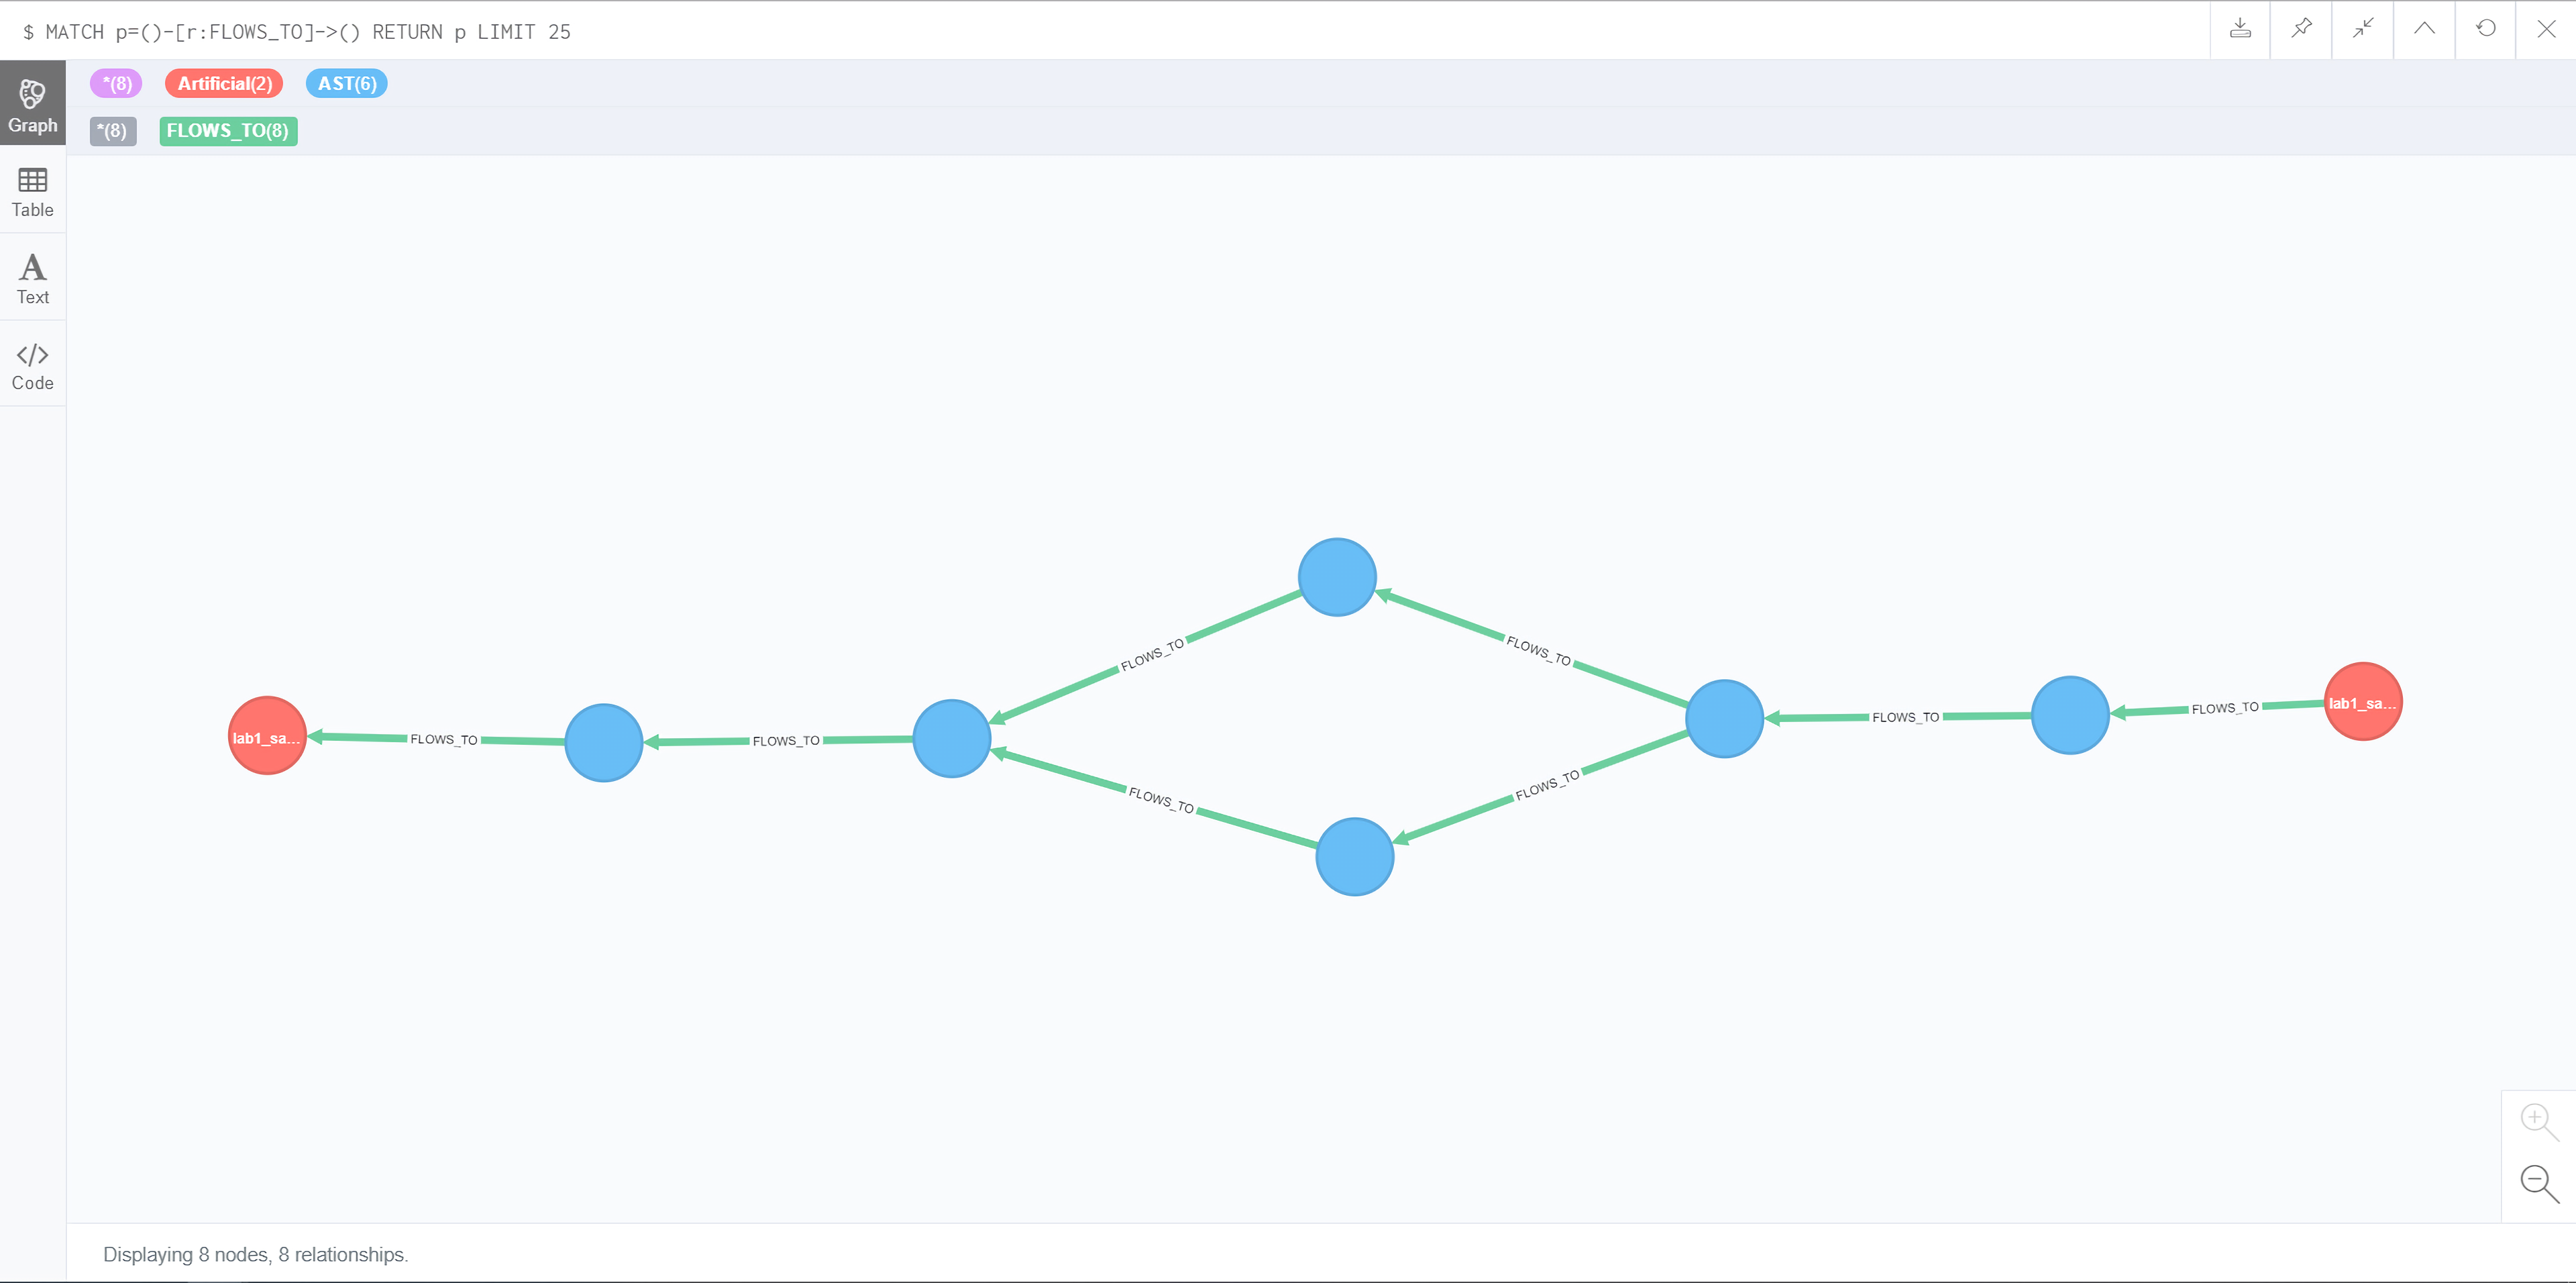 $ MATCH p=()-[r:FLOWS_TO]->() RETURN p LIMIT 25
*(8) Artificial(2) AST(6)
*(8) FLOWS_TO(8)
Graph
Table
A
Text
</>
Code
FLOWS_TO
FLOWS_TO
lab1_sa...
FLOWS_TO
FLOWS_TO
FLOWS_TO
FLOWS_TO
lab1_sa...
FLOWS_TO
FLOWS_TO
Displaying 8 nodes, 8 relationships.